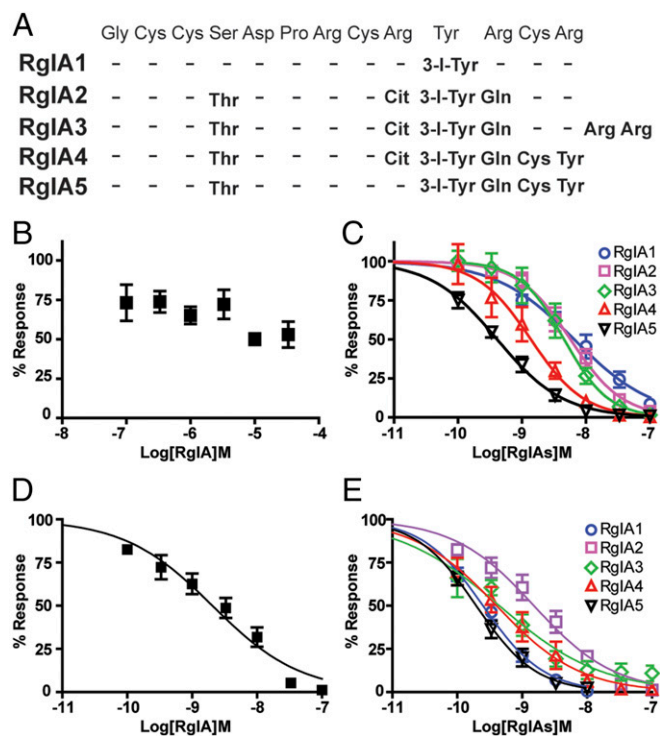 A
Gly Cys Cys Ser Asp Pro Arg Cys Arg Tyr Arg Cys Arg
RgIA1 – – – – – – – – – 3-I-Tyr – – –
RgIA2 – – – Thr – – – – Cit 3-I-Tyr Gln – –
RgIA3 – – – Thr – – – – Cit 3-I-Tyr Gln – – Arg Arg
RgIA4 – – – Thr – – – – Cit 3-I-Tyr Gln Cys Tyr
RgIA5 – – – Thr – – – – – 3-I-Tyr Gln Cys Tyr
B
% Response
100
75
50
25
0
-8 -7 -6 -5 -4
Log[RgIA]M
C
% Response
100
75
50
25
0
-11 -10 -9 -8 -7
Log[RgIAs]M
RgIA1
RgIA2
RgIA3
RgIA4
RgIA5
D
% Response
100
75
50
25
0
-11 -10 -9 -8 -7
Log[RgIA]M
E
% Response
100
75
50
25
0
-11 -10 -9 -8 -7
Log[RgIAs]M
RgIA1
RgIA2
RgIA3
RgIA4
RgIA5